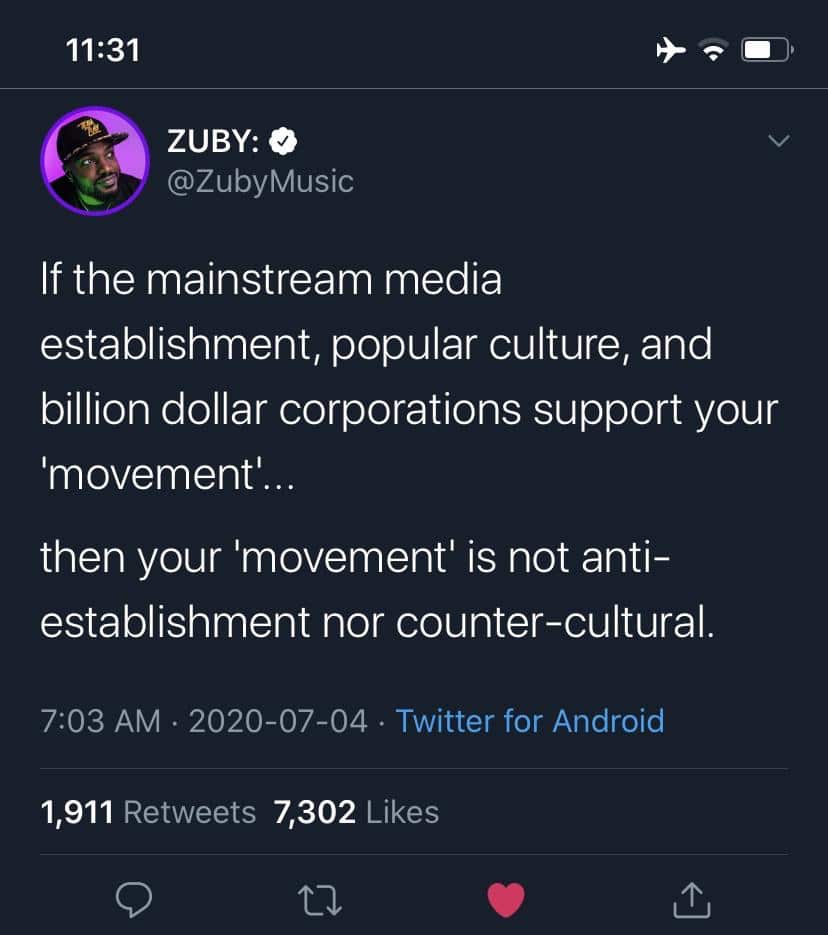 11:31
ZUBY:
@ZubyMusic
If the mainstream media
establishment, popular culture, and
billion dollar corporations support your
'movement'...
then your 'movement' is not anti-
establishment nor counter-cultural.
7:03 AM · 2020-07-04 · Twitter for Android
1,911 Retweets 7,302 Likes